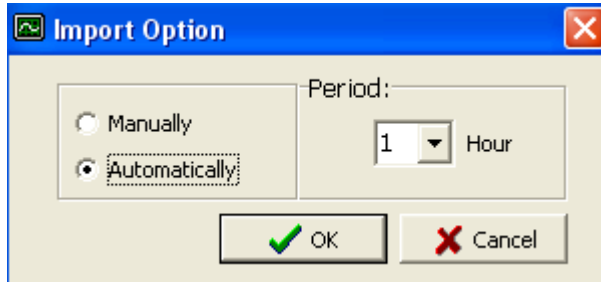 Import Option
Period:
Manually
1 Hour
Automatically
OK Cancel